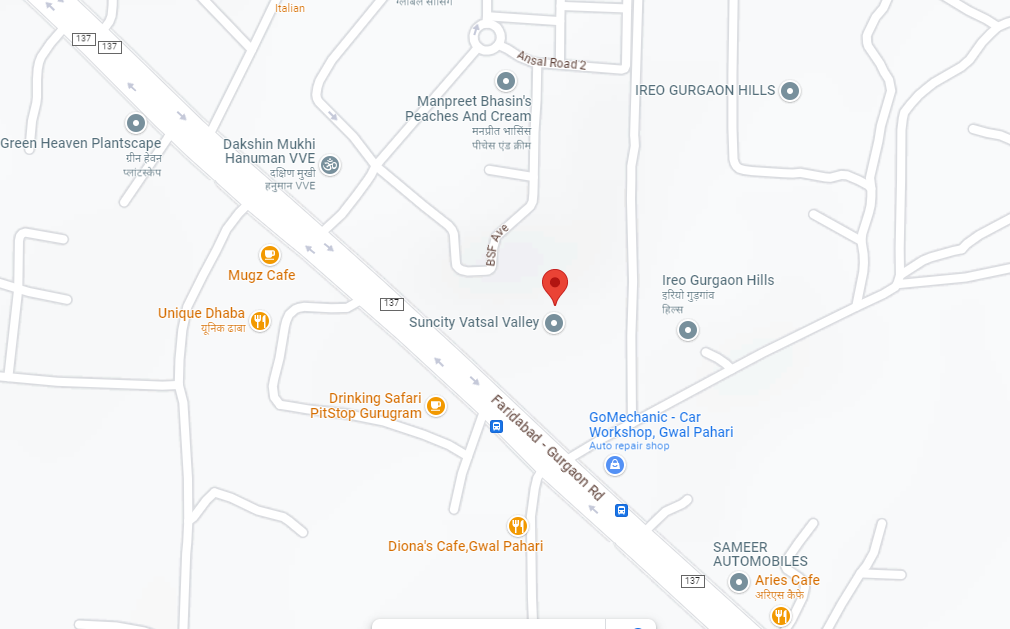 ग्लोबल सोर्सिंग
Italian
137
137
Ansal Road 2
IREO GURGAON HILLS
Manpreet Bhasin's
Peaches And Cream
मनप्रीत भासिंस
पीचेस एंड क्रीम
Green Heaven Plantscape
ग्रीन हेवन
प्लांटस्केप
Dakshin Mukhi
Hanuman VVE
दक्षिण मुखी
हनुमान VVE
BSF Ave
Mugz Cafe
Ireo Gurgaon Hills
इरियो गुड़गांव
हिल्स
137
Unique Dhaba
यूनिक ढाबा
Suncity Vatsal Valley
Drinking Safari
PitStop Gurugram
Faridabad - Gurgaon Rd
GoMechanic - Car
Workshop, Gwal Pahari
Auto repair shop
Diona's Cafe,Gwal Pahari
SAMEER
AUTOMOBILES
137
Aries Cafe
अरिएस कैफे